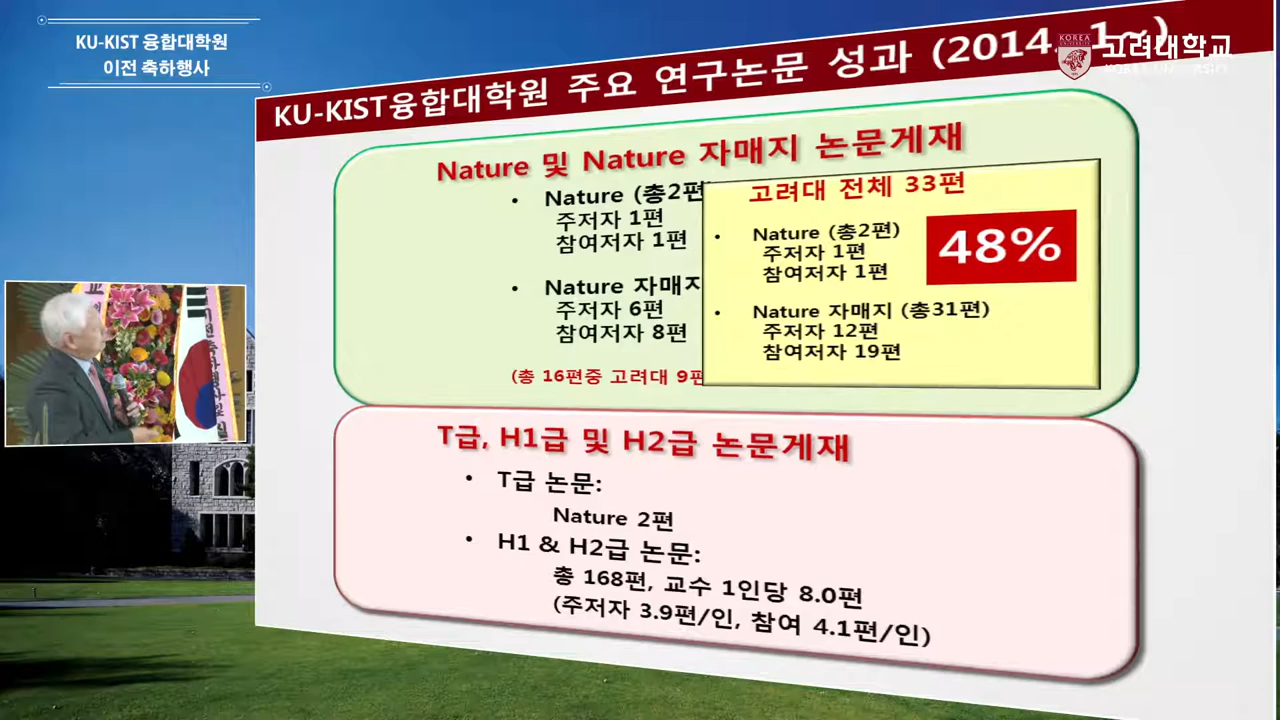 KU-KIST 융합대학원
이전 축하행사
KOREA
고려대학교
KU-KIST융합대학원 주요 연구논문 성과 (2014. 1~)
Nature 및 Nature 자매지 논문게재
• Nature (총2편)
주저자 1편
참여저자 1편
• Nature 자매지
주저자 6편
참여저자 8편
(총 16편중 고려대 9편
고려대 전체 33편
• Nature (총2편)
주저자 1편
참여저자 1편
48%
• Nature 자매지 (총31편)
주저자 12편
참여저자 19편
T급, H1급 및 H2급 논문게재
• T급 논문:
Nature 2편
• H1 & H2급 논문:
총 168편, 교수 1인당 8.0편
(주저자 3.9편/인, 참여 4.1편/인)